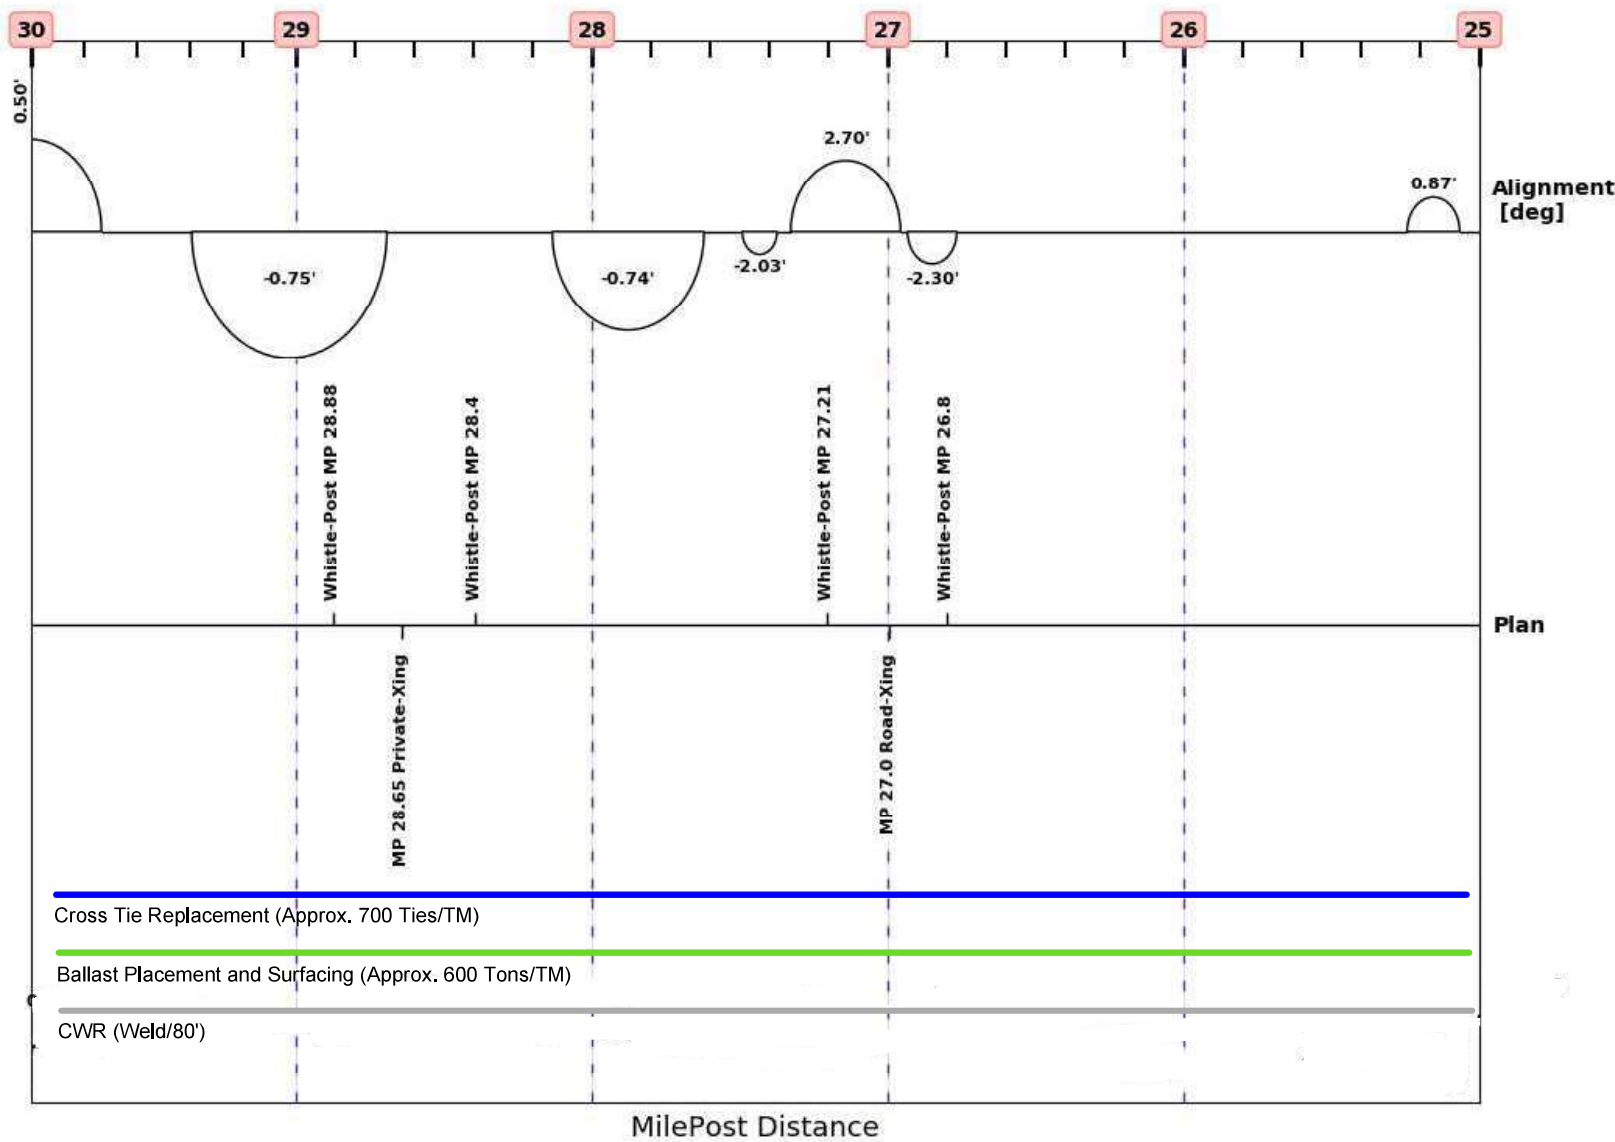 30 29 28 27 26 25
0.50'
2.70'
0.87'
Alignment
[deg]
-0.75'
-0.74'
-2.03'
-2.30'
Whistle-Post MP 28.88
Whistle-Post MP 28.4
Whistle-Post MP 27.21
Whistle-Post MP 26.8
Plan
MP 28.65 Private-Xing
MP 27.0 Road-Xing
Cross Tie Replacement (Approx. 700 Ties/TM)
Ballast Placement and Surfacing (Approx. 600 Tons/TM)
CWR (Weld/80')
MilePost Distance